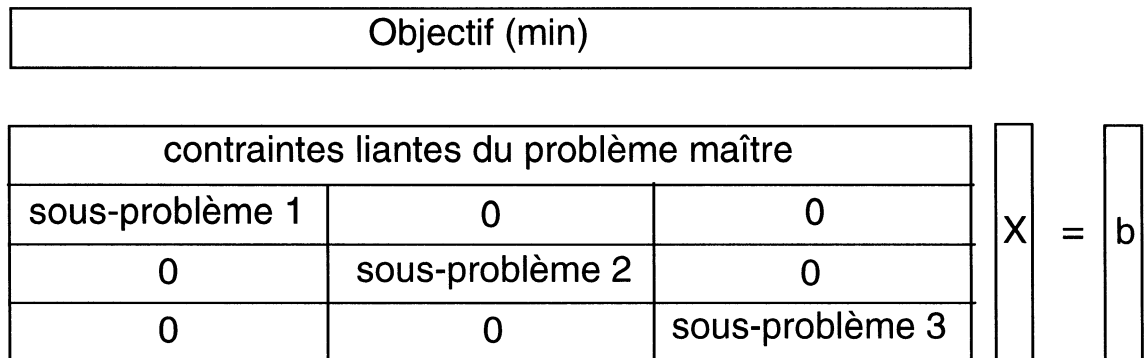 Objectif (min)
contraintes liantes du problème maître
sous-problème 1 0 0
0 sous-problème 2 0
0 0 sous-problème 3
X = b